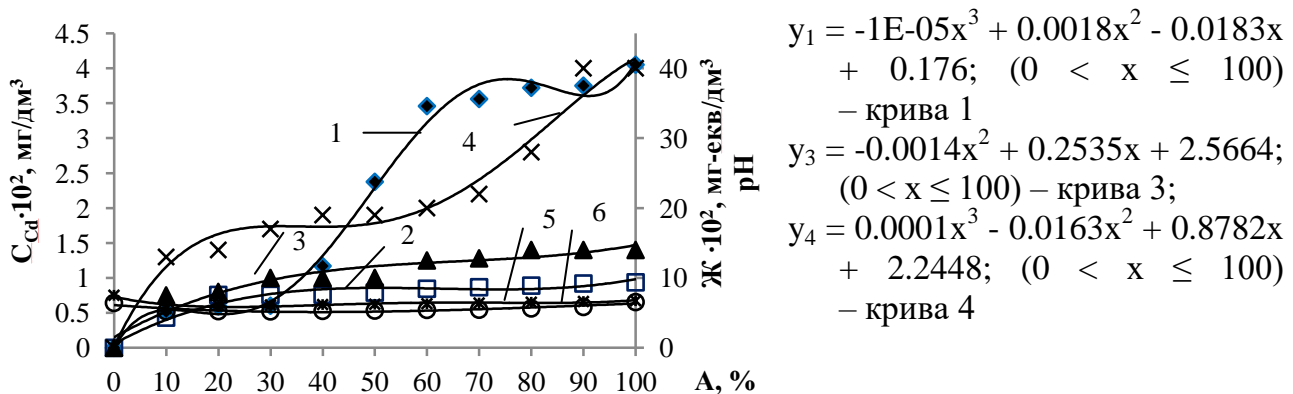 4.5
4
3.5
3
2.5
2
1.5
1
0.5
0
C_Cd·10², мг/дм³
0 10 20 30 40 50 60 70 80 90 100 А, %
40
30
20
10
0
Ж ·10², мг-екв/дм³
pH
1
4
3
2
5
6
y₁ = -1E-05x³ + 0.0018x² - 0.0183x
+ 0.176; (0 < x ≤ 100)
– крива 1
y₃ = -0.0014x² + 0.2535x + 2.5664;
(0 < x ≤ 100) – крива 3;
y₄ = 0.0001x³ - 0.0163x² + 0.8782x
+ 2.2448; (0 < x ≤ 100)
– крива 4